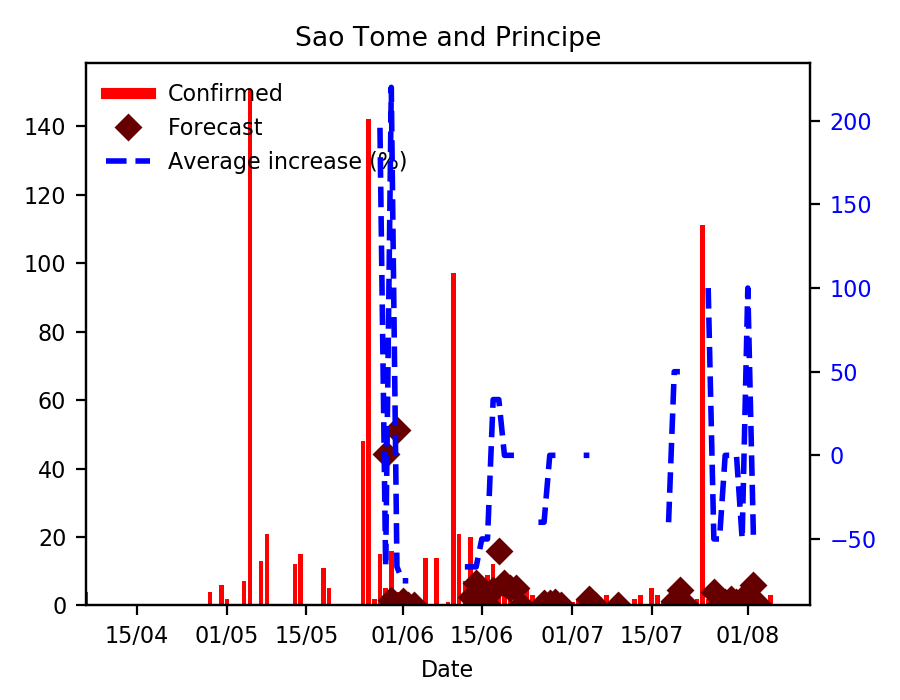 Sao Tome and Principe
Confirmed
Forecast
Average increase (%)
140
120
100
80
60
40
20
0
200
150
100
50
0
−50
15/04 01/05 15/05 01/06 15/06 01/07 15/07 01/08
Date